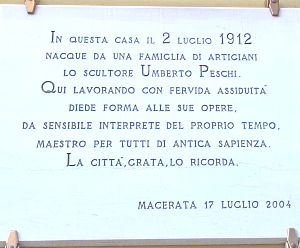 In questa casa il 2 luglio 1912
nacque da una famiglia di artigiani
lo scultore Umberto Peschi.
Qui lavorando con fervida assiduità
diede forma alle sue opere,
da sensibile interprete del proprio tempo,
maestro per tutti di antica sapienza.
La città, grata, lo ricorda.
Macerata 17 luglio 2004